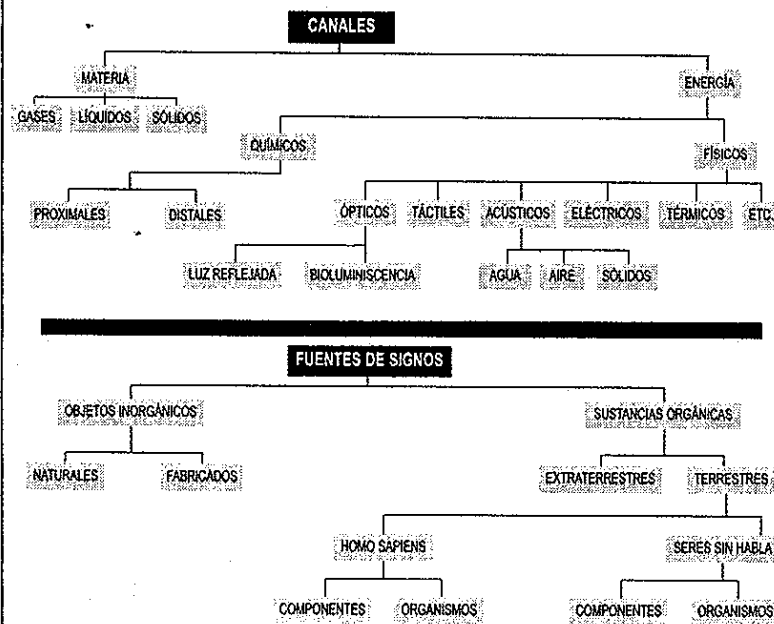 CANALES
MATERIA
ENERGÍA
GASES LÍQUIDOS SÓLIDOS
QUÍMICOS
FÍSICOS
PROXIMALES DISTALES
ÓPTICOS TÁCTILES ACÚSTICOS ELÉCTRICOS TÉRMICOS ETC.
LUZ REFLEJADA BIOLUMINISCENCIA
AGUA AIRE SÓLIDOS
FUENTES DE SIGNOS
OBJETOS INORGÁNICOS
SUSTANCIAS ORGÁNICAS
NATURALES FABRICADOS
EXTRATERRESTRES TERRESTRES
HOMO SAPIENS
SERES SIN HABLA
COMPONENTES ORGANISMOS
COMPONENTES ORGANISMOS